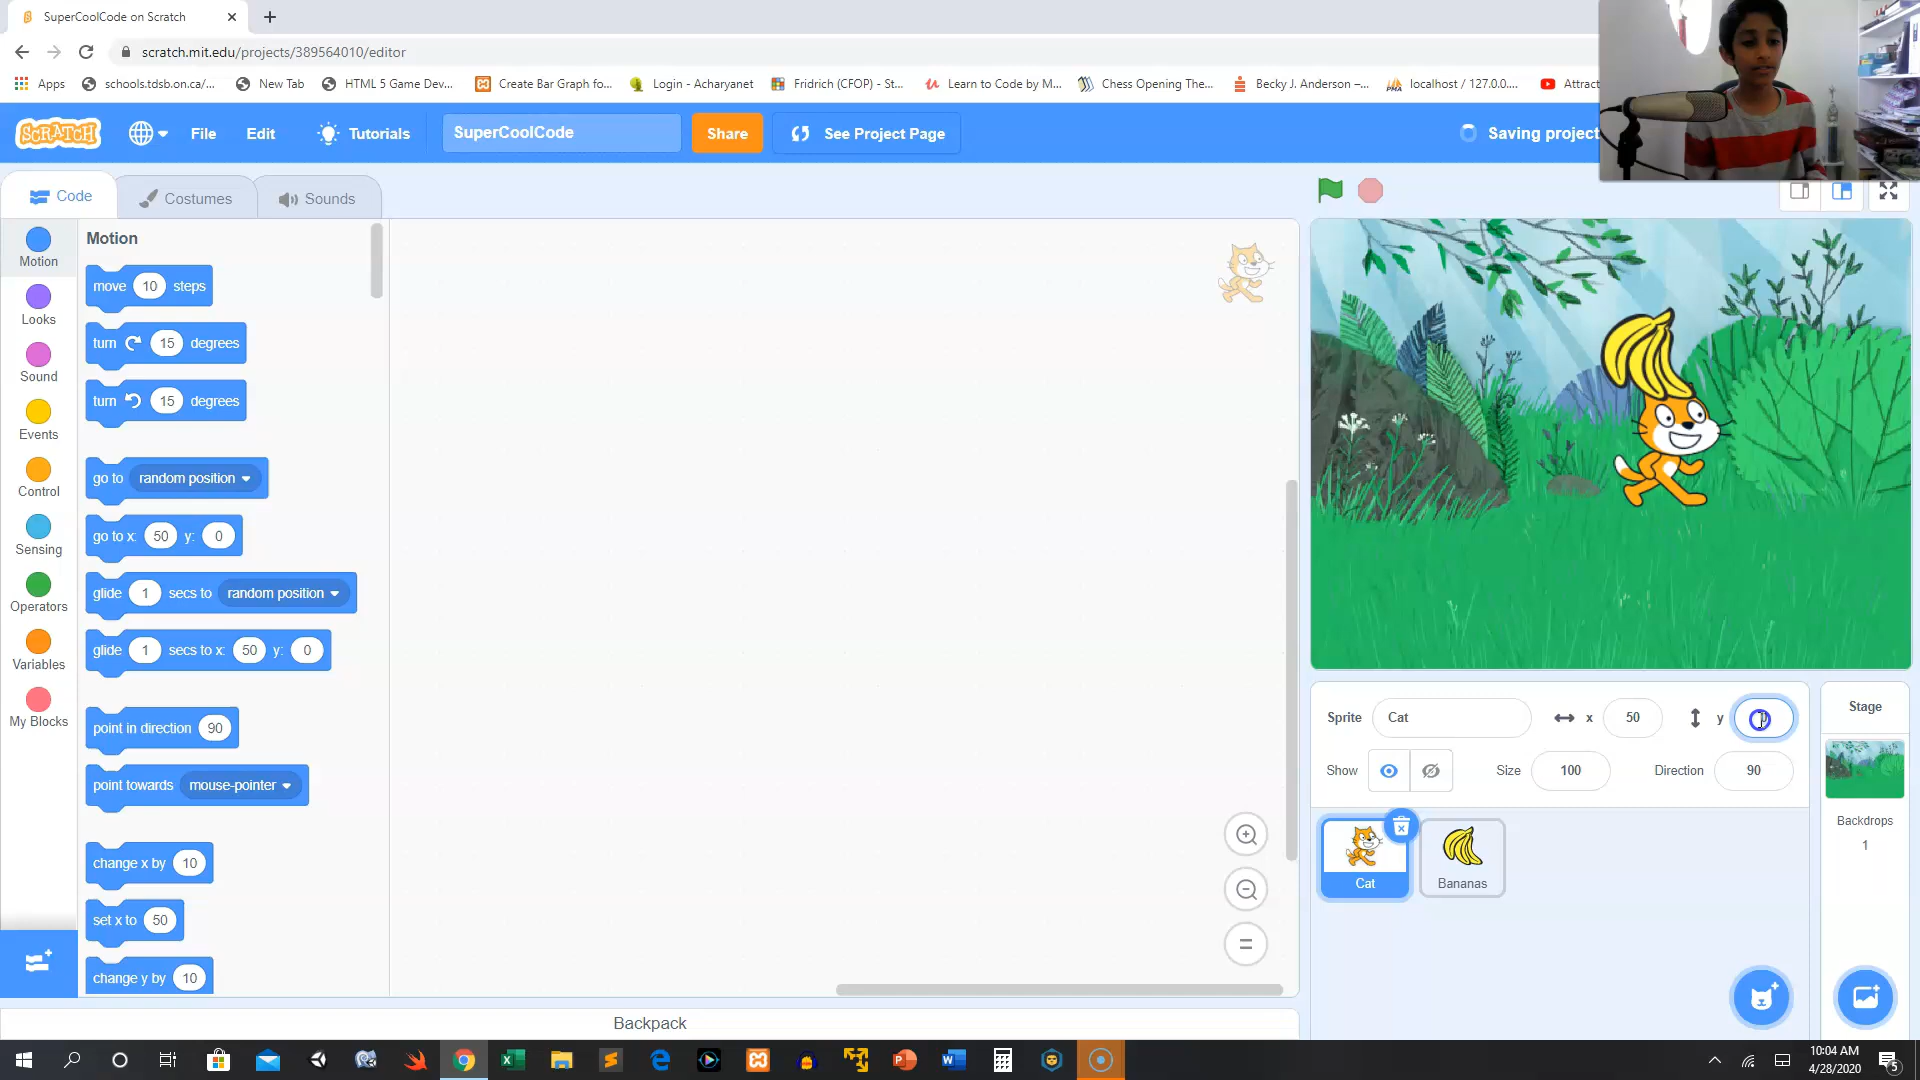 SuperCoolCode on Scratch
scratch.mit.edu/projects/389564010/editor
Apps
schools.tdsb.on.ca/...
New Tab
HTML 5 Game Dev...
Create Bar Graph fo...
Login - Acharyanet
Fridrich (CFOP) - St...
Learn to Code by M...
Chess Opening The...
Becky J. Anderson –...
localhost / 127.0.0....
Attract
SCRATCH
File
Edit
Tutorials
SuperCoolCode
Share
See Project Page
Saving project
Code
Costumes
Sounds
Motion
Looks
Sound
Events
Control
Sensing
Operators
Variables
My Blocks
Motion
move 10 steps
turn 15 degrees
turn 15 degrees
go to random position
go to x: 50 y: 0
glide 1 secs to random position
glide 1 secs to x: 50 y: 0
point in direction 90
point towards mouse-pointer
change x by 10
set x to 50
change y by 10
Sprite Cat x 50 y
Show Size 100 Direction 90
Cat
Bananas
Stage
Backdrops
1
Backpack
10:04 AM
4/28/2020
5